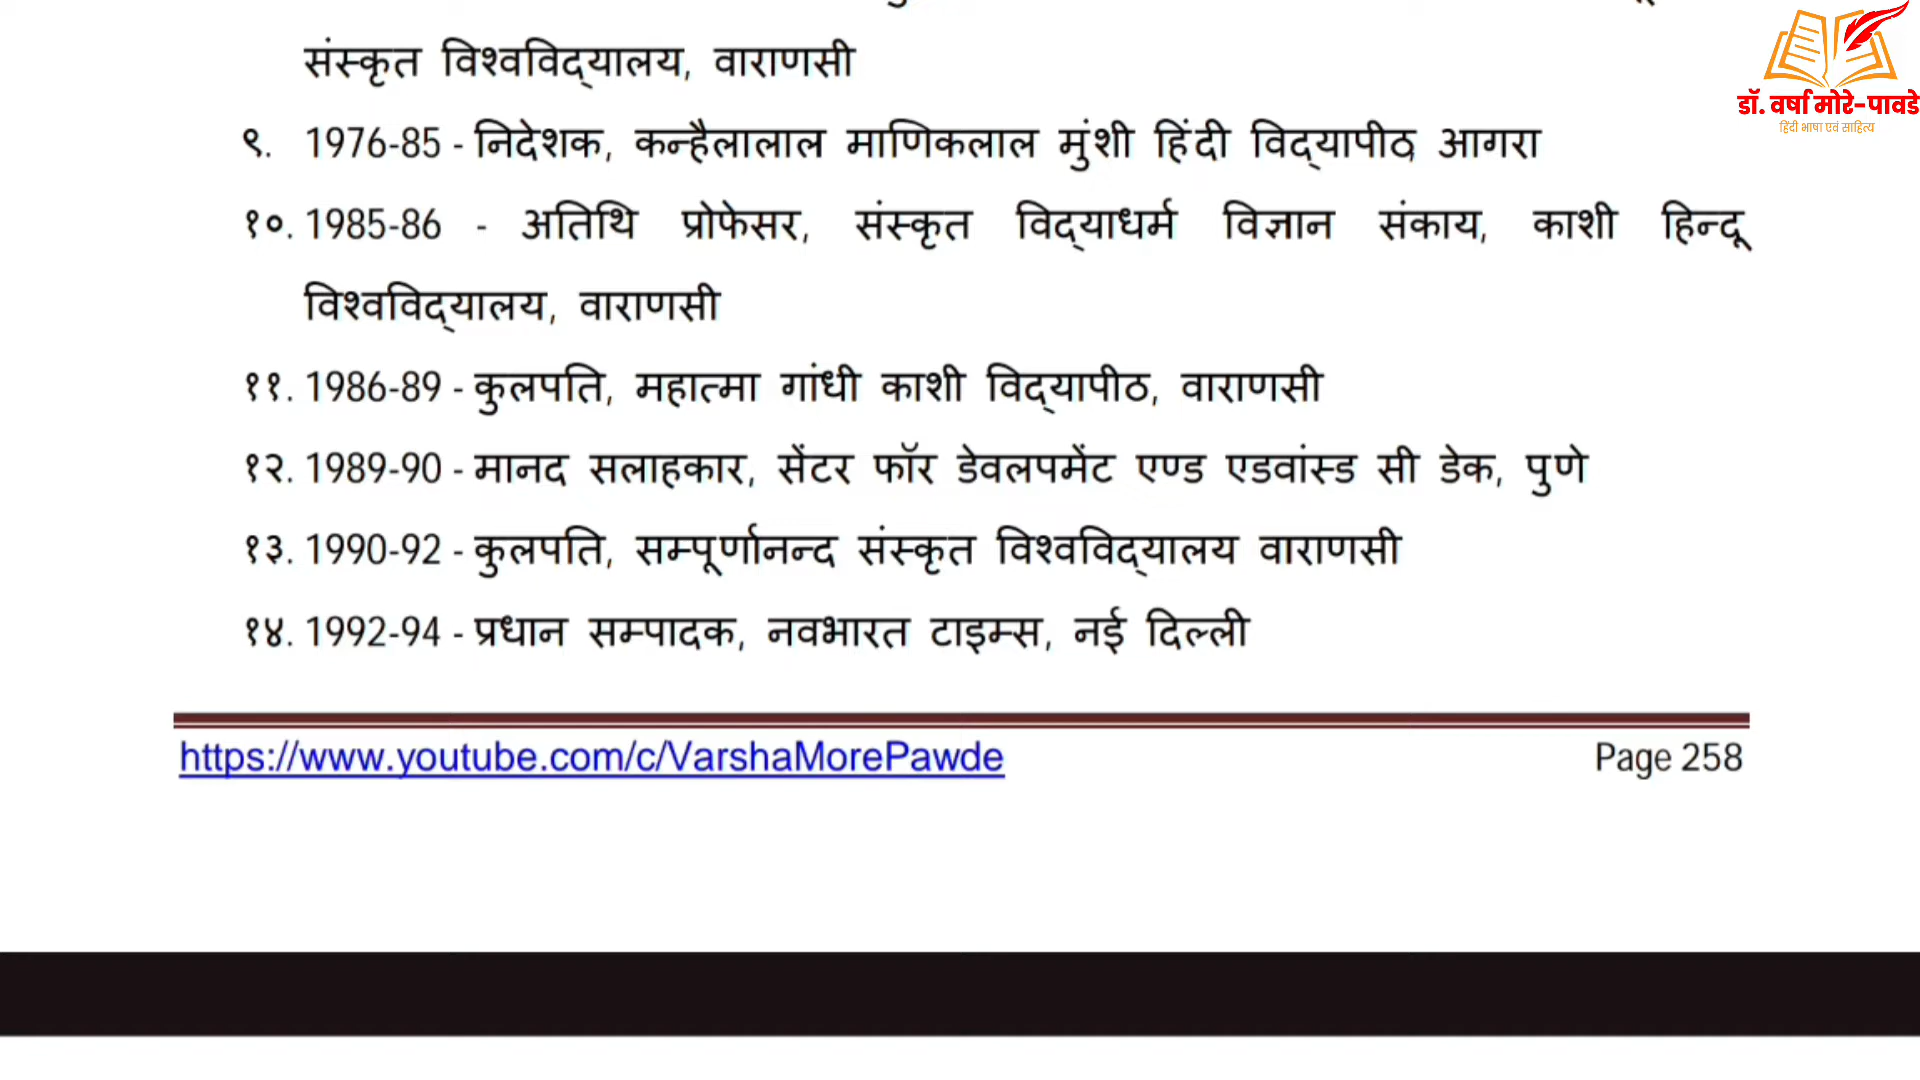 संस्कृत विश्वविद्यालय, वाराणसी
डॉ. वर्षा मोरे-पावडे
हिंदी भाषा एवं साहित्य
९. 1976-85 - निदेशक, कन्हैलालाल माणिकलाल मुंशी हिंदी विद्यापीठ, आगरा
१०. 1985-86 - अतिथि प्रोफेसर, संस्कृत विद्याधर्म विज्ञान संकाय, काशी हिन्दू
विश्वविद्यालय, वाराणसी
११. 1986-89 - कुलपति, महात्मा गांधी काशी विद्यापीठ, वाराणसी
१२. 1989-90 - मानद सलाहकार, सेंटर फॉर डेवलपमेंट एण्ड एडवांस्ड सी डेक, पुणे
१३. 1990-92 - कुलपति, सम्पूर्णानन्द संस्कृत विश्वविद्यालय वाराणसी
१४. 1992-94 - प्रधान सम्पादक, नवभारत टाइम्स, नई दिल्ली
https://www.youtube.com/c/VarshaMorePawde Page 258